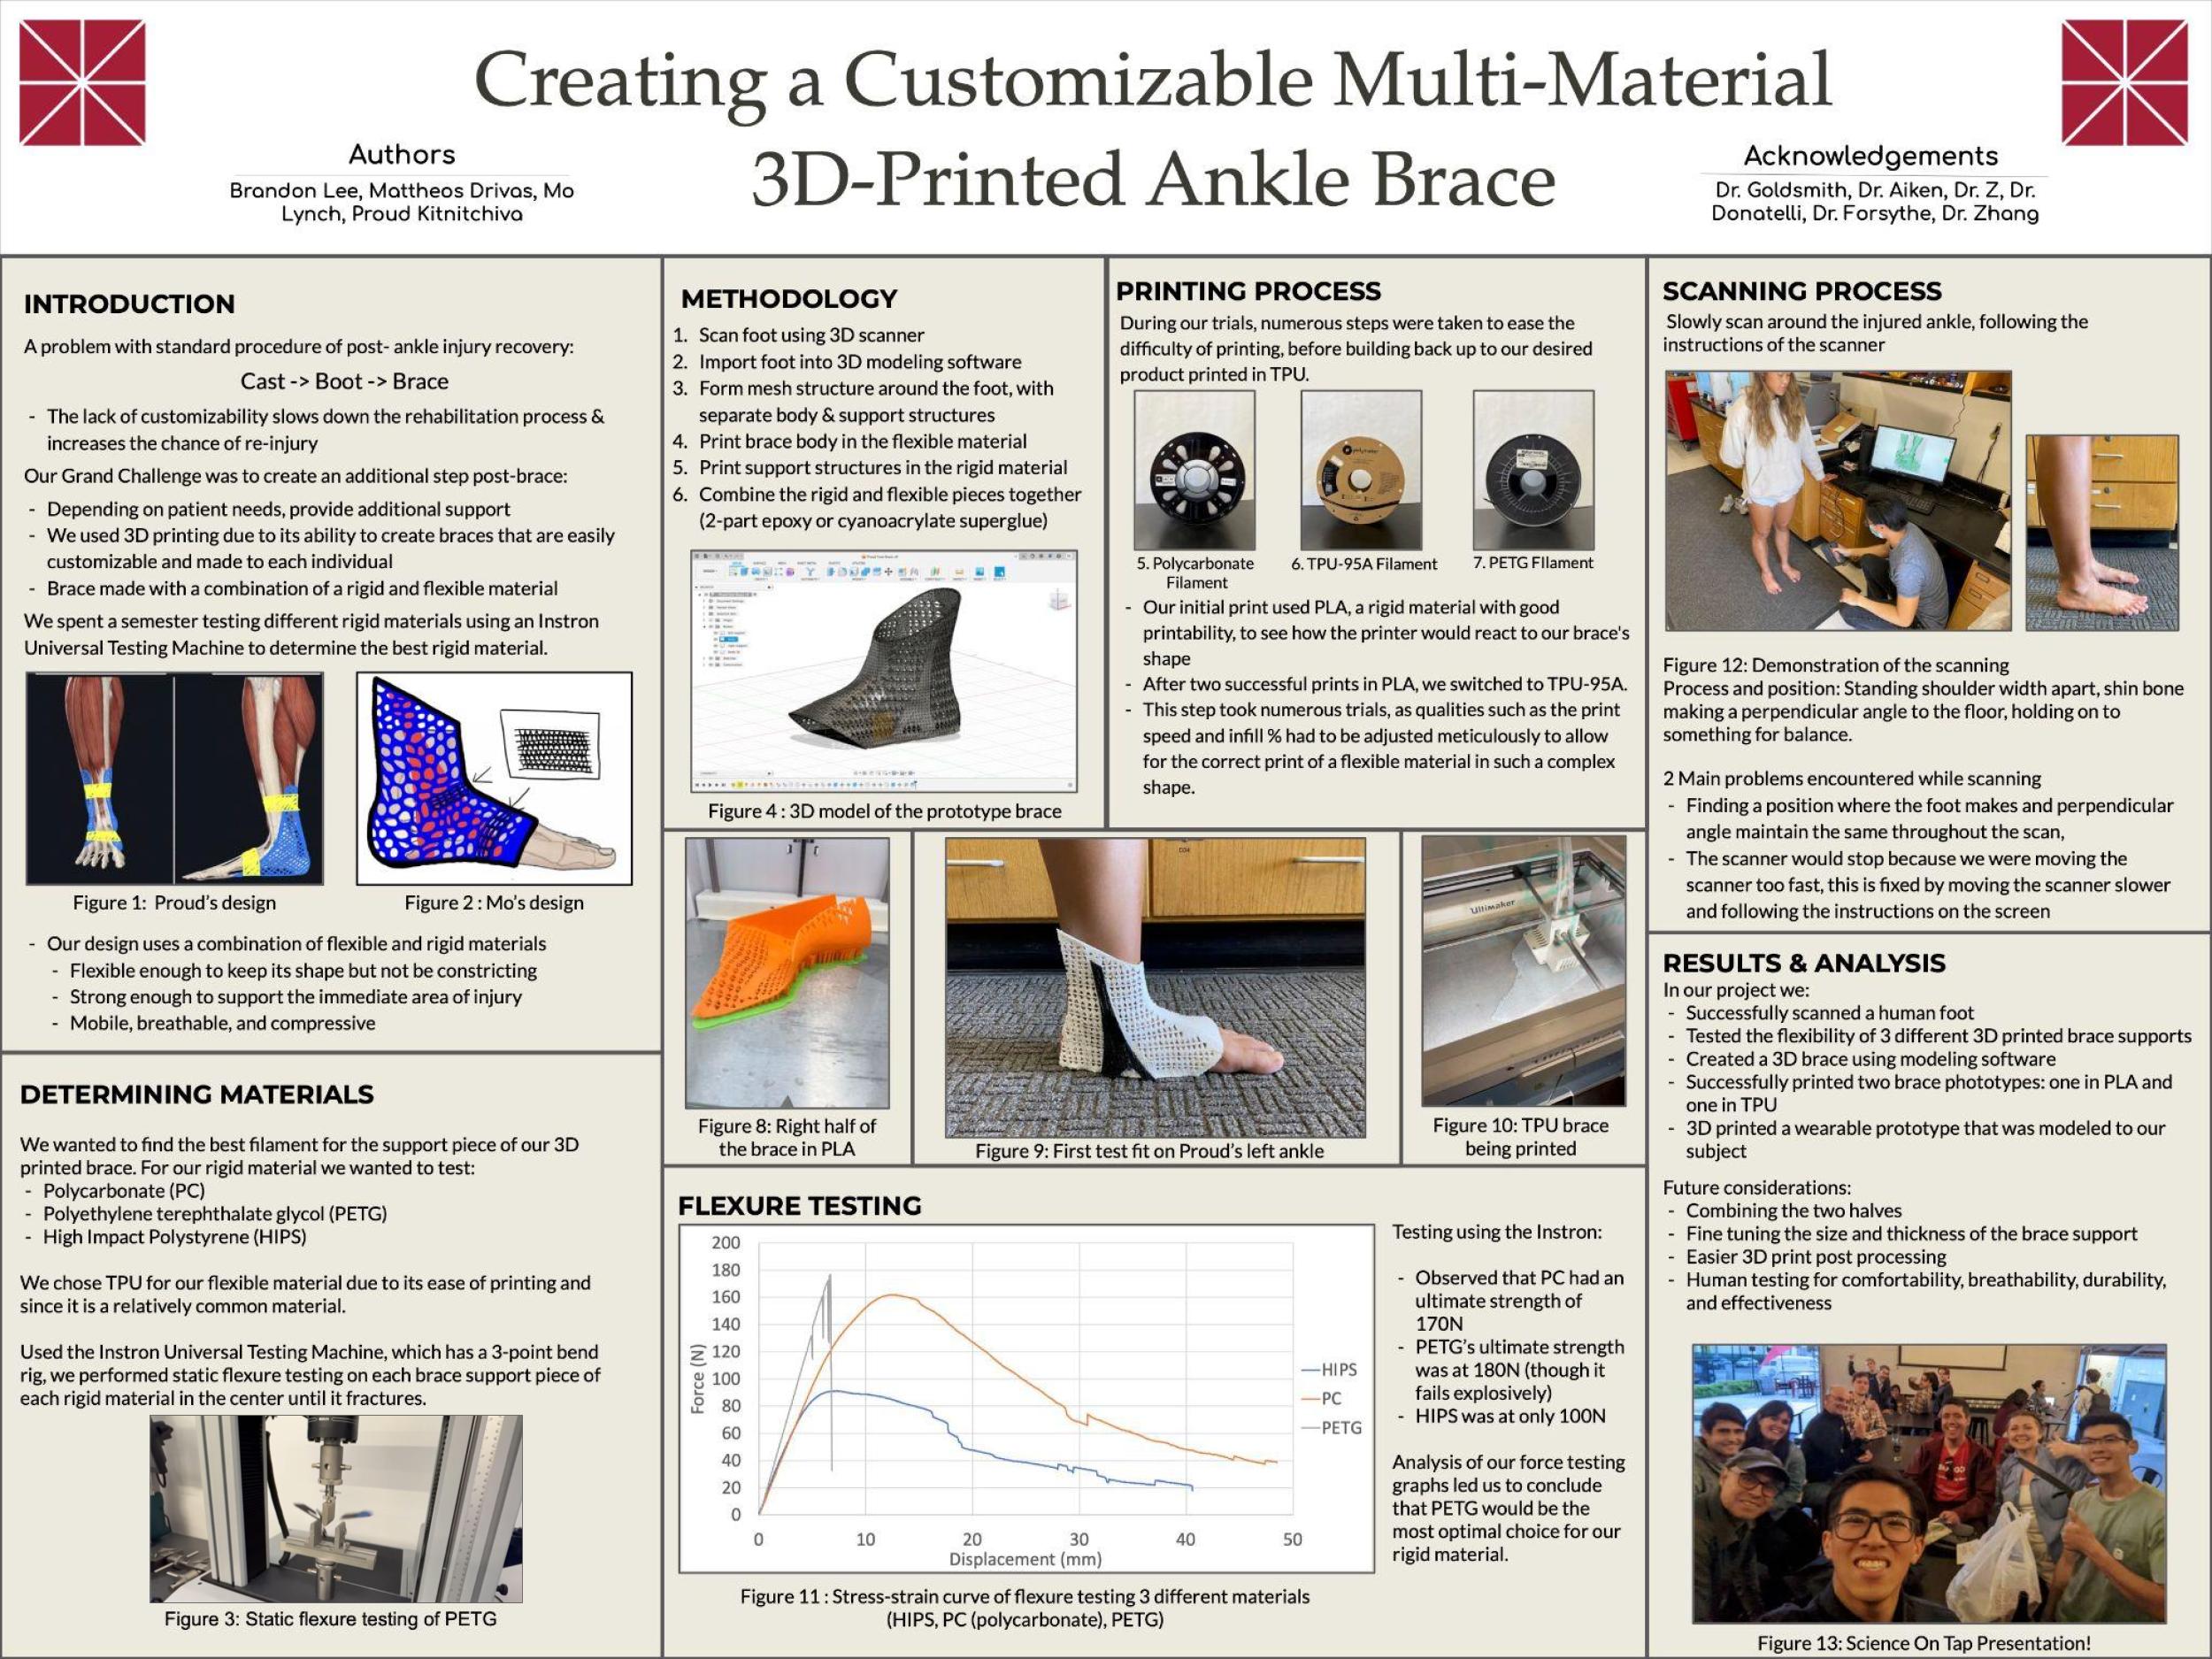 Creating a Customizable Multi-Material
3D-Printed Ankle Brace
Authors
Brandon Lee, Mattheos Drivas, Mo
Lynch, Proud Kitnitchiva
Acknowledgements
Dr. Goldsmith, Dr. Aiken, Dr. Z, Dr.
Donatelli, Dr. Forsythe, Dr. Zhang
INTRODUCTION
A problem with standard procedure of post- ankle injury recovery:
Cast -> Boot -> Brace
- The lack of customizability slows down the rehabilitation process &
increases the chance of re-injury
Our Grand Challenge was to create an additional step post-brace:
- Depending on patient needs, provide additional support
- We used 3D printing due to its ability to create braces that are easily
customizable and made to each individual
- Brace made with a combination of a rigid and flexible material
We spent a semester testing different rigid materials using an Instron
Universal Testing Machine to determine the best rigid material.
Figure 1: Proud's design
Figure 2 : Mo's design
- Our design uses a combination of flexible and rigid materials
- Flexible enough to keep its shape but not be constricting
- Strong enough to support the immediate area of injury
- Mobile, breathable, and compressive
DETERMINING MATERIALS
We wanted to find the best filament for the support piece of our 3D
printed brace. For our rigid material we wanted to test:
- Polycarbonate (PC)
- Polyethylene terephthalate glycol (PETG)
- High Impact Polystyrene (HIPS)
We chose TPU for our flexible material due to its ease of printing and
since it is a relatively common material.
Used the Instron Universal Testing Machine, which has a 3-point bend
rig, we performed static flexure testing on each brace support piece of
each rigid material in the center until it fractures.
Figure 3: Static flexure testing of PETG
METHODOLOGY
1. Scan foot using 3D scanner
2. Import foot into 3D modeling software
3. Form mesh structure around the foot, with
separate body & support structures
4. Print brace body in the flexible material
5. Print support structures in the rigid material
6. Combine the rigid and flexible pieces together
(2-part epoxy or cyanoacrylate superglue)
Figure 4 : 3D model of the prototype brace
PRINTING PROCESS
During our trials, numerous steps were taken to ease the
difficulty of printing, before building back up to our desired
product printed in TPU.
5. Polycarbonate
Filament
6. TPU-95A Filament
7. PETG FIlament
- Our initial print used PLA, a rigid material with good
printability, to see how the printer would react to our brace's
shape
- After two successful prints in PLA, we switched to TPU-95A.
- This step took numerous trials, as qualities such as the print
speed and infill % had to be adjusted meticulously to allow
for the correct print of a flexible material in such a complex
shape.
Figure 8: Right half of
the brace in PLA
Figure 9: First test fit on Proud's left ankle
Ultimaker
Figure 10: TPU brace
being printed
FLEXURE TESTING
200
180
160
140
120
100
80
60
40
20
0
Force (N)
0 10 20 30 40 50
Displacement (mm)
HIPS
PC
PETG
Figure 11 : Stress-strain curve of flexure testing 3 different materials
(HIPS, PC (polycarbonate), PETG)
Testing using the Instron:
- Observed that PC had an
ultimate strength of
170N
- PETG's ultimate strength
was at 180N (though it
fails explosively)
- HIPS was at only 100N
Analysis of our force testing
graphs led us to conclude
that PETG would be the
most optimal choice for our
rigid material.
SCANNING PROCESS
Slowly scan around the injured ankle, following the
instructions of the scanner
Figure 12: Demonstration of the scanning
Process and position: Standing shoulder width apart, shin bone
making a perpendicular angle to the floor, holding on to
something for balance.
2 Main problems encountered while scanning
- Finding a position where the foot makes and perpendicular
angle maintain the same throughout the scan,
- The scanner would stop because we were moving the
scanner too fast, this is fixed by moving the scanner slower
and following the instructions on the screen
RESULTS & ANALYSIS
In our project we:
- Successfully scanned a human foot
- Tested the flexibility of 3 different 3D printed brace supports
- Created a 3D brace using modeling software
- Successfully printed two brace phototypes: one in PLA and
one in TPU
- 3D printed a wearable prototype that was modeled to our
subject
Future considerations:
- Combining the two halves
- Fine tuning the size and thickness of the brace support
- Easier 3D print post processing
- Human testing for comfortability, breathability, durability,
and effectiveness
Figure 13: Science On Tap Presentation!